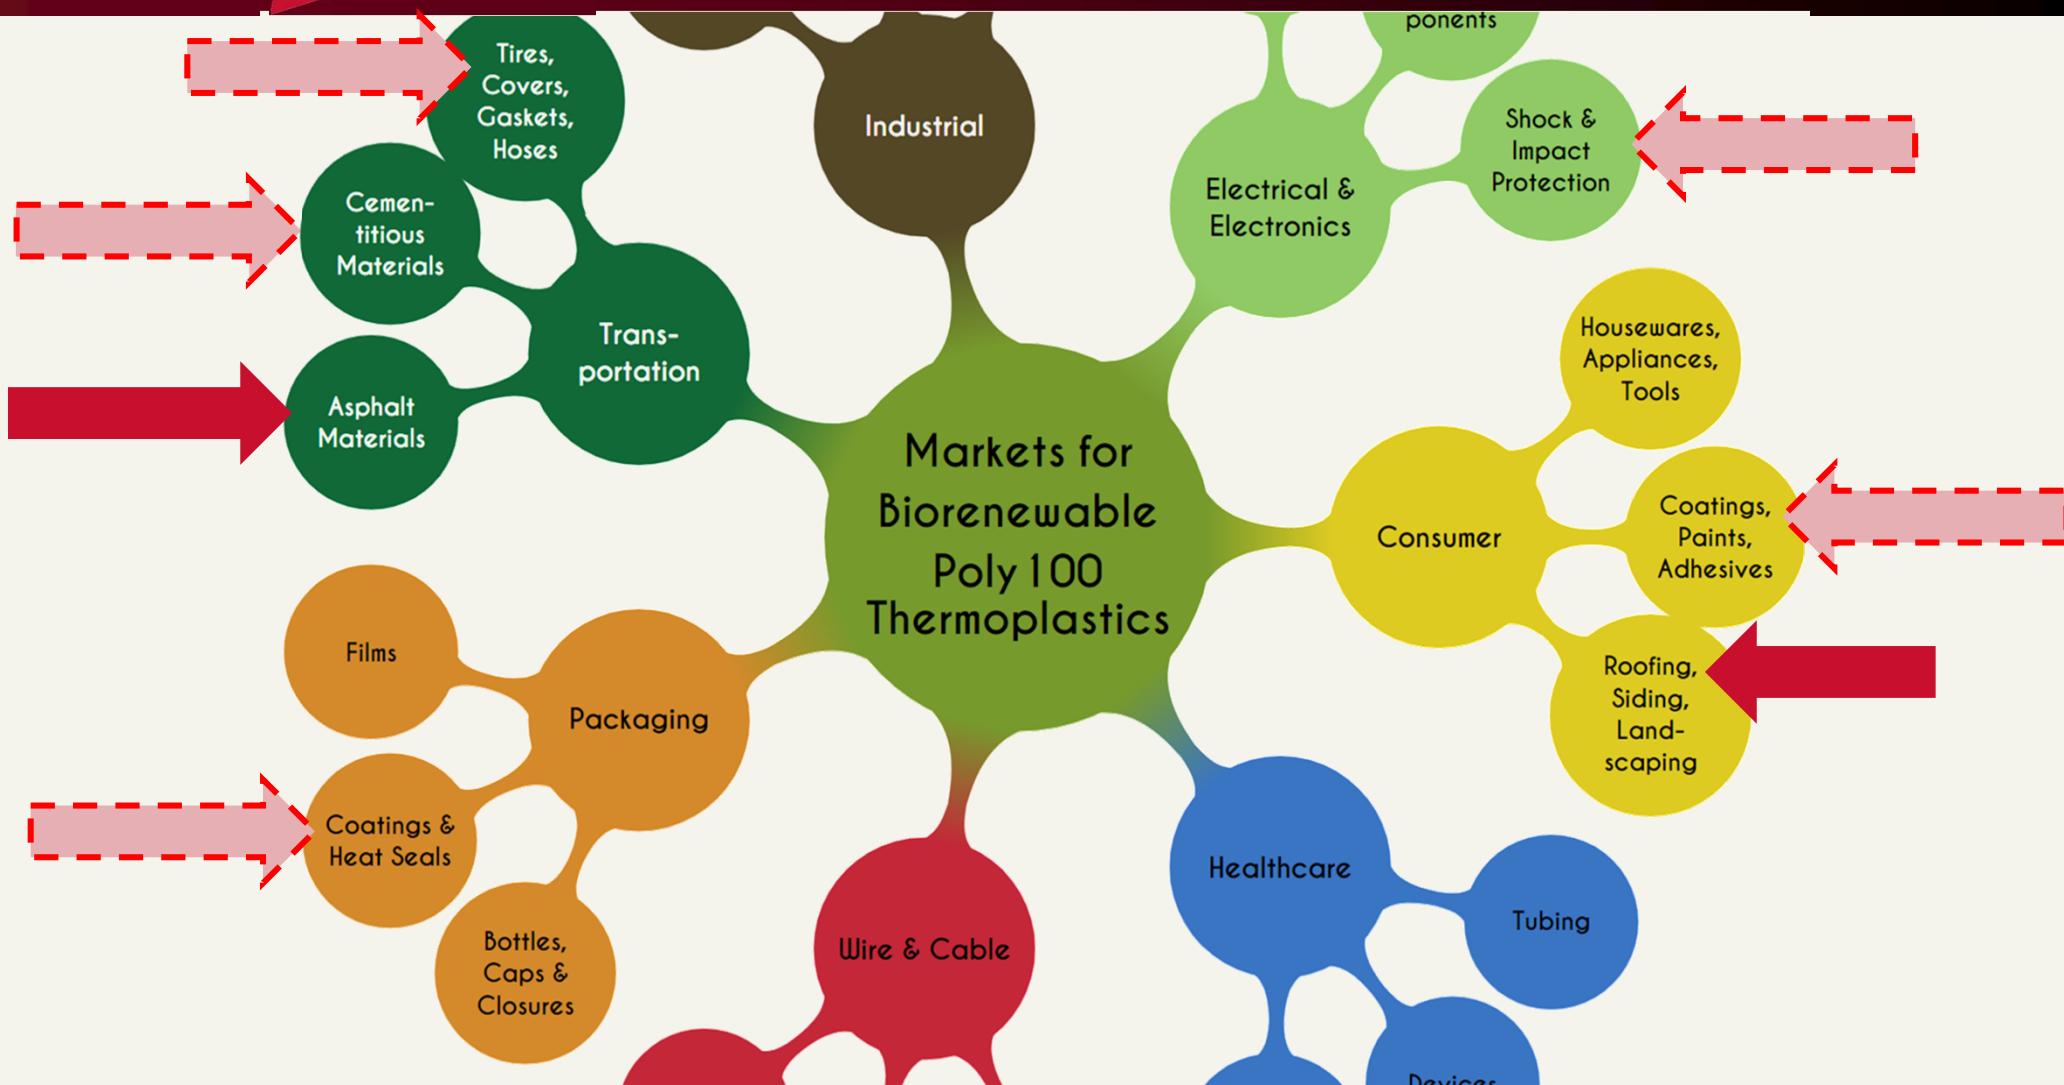 ponents
Tires,
Covers,
Gaskets,
Hoses
Industrial
Shock &
Impact
Protection
Electrical &
Electronics
Cemen-
titious
Materials
Trans-
portation
Housewares,
Appliances,
Tools
Asphalt
Materials
Markets for
Biorenewable
Poly100
Thermoplastics
Consumer
Coatings,
Paints,
Adhesives
Films
Packaging
Roofing,
Siding,
Land-
scaping
Coatings &
Heat Seals
Healthcare
Tubing
Bottles,
Caps &
Closures
Wire & Cable
Devices